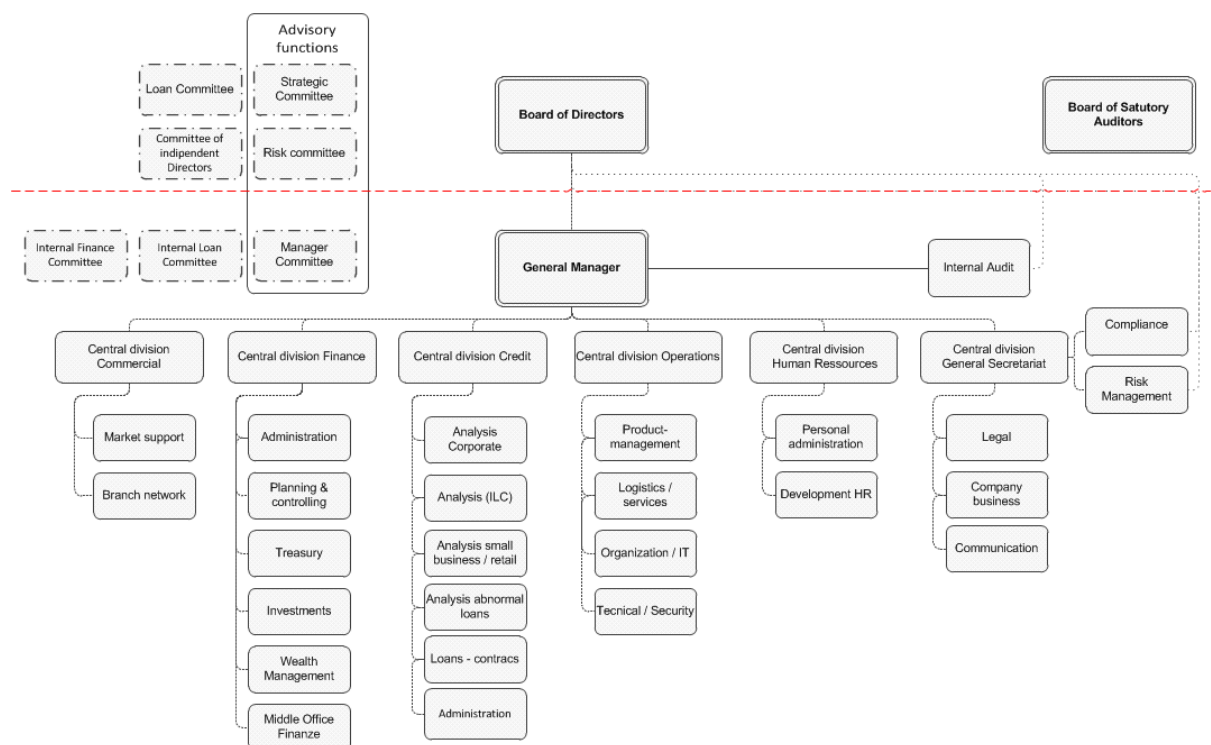 Advisory
functions
Loan Committee
Strategic
Committee
Board of Directors
Board of Satutory
Auditors
Committee of
indipendent
Directors
Risk committee
Internal Finance
Committee
Internal Loan
Committee
Manager
Committee
General Manager
Internal Audit
Central division
Commercial
Central division Finance
Central division Credit
Central division Operations
Central division
Human Ressources
Central division
General Secretariat
Compliance
Risk
Management
Market support
Branch network
Administration
Planning &
controlling
Treasury
Investments
Wealth
Management
Middle Office
Finanze
Analysis
Corporate
Analysis (ILC)
Analysis small
business / retail
Analysis abnormal
loans
Loans - contracs
Administration
Product-
management
Logistics /
services
Organization / IT
Tecnical / Security
Personal
administration
Development HR
Legal
Company
business
Communication